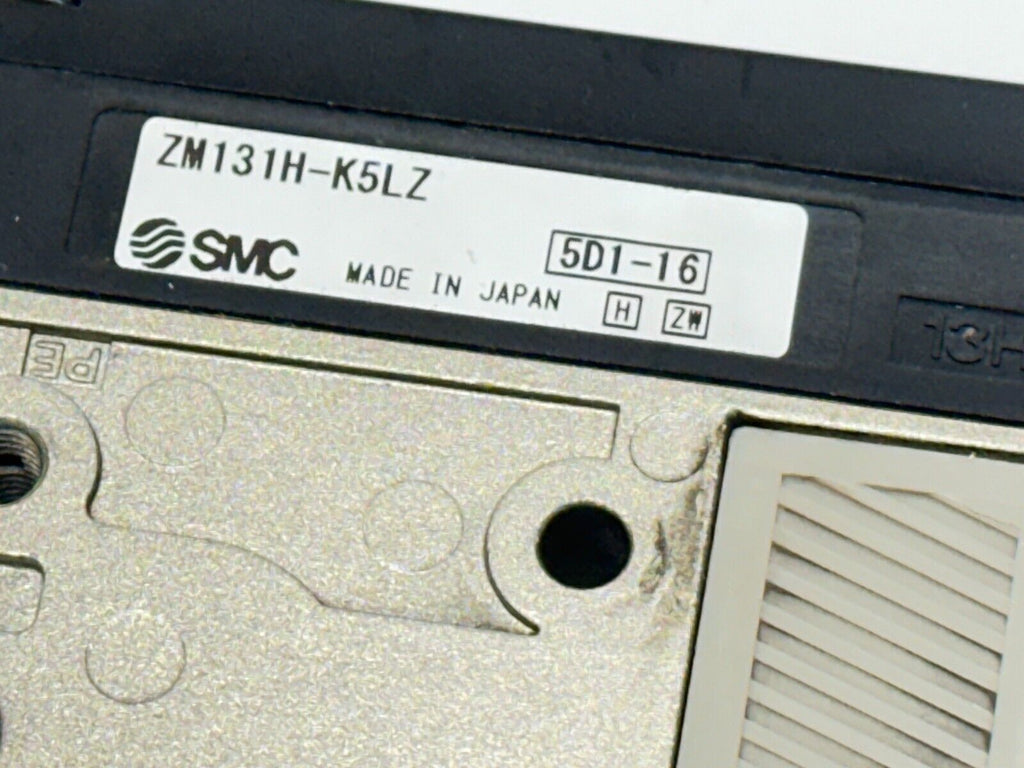 ZM131H-K5LZ
SMC
MADE IN JAPAN
5D1-16
H ZW
13H
PE